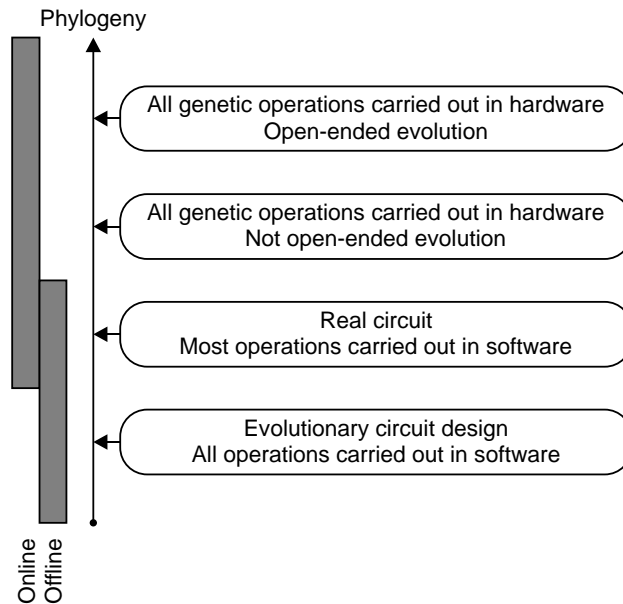 Phylogeny
All genetic operations carried out in hardware
Open-ended evolution
All genetic operations carried out in hardware
Not open-ended evolution
Real circuit
Most operations carried out in software
Evolutionary circuit design
All operations carried out in software
Online
Offline